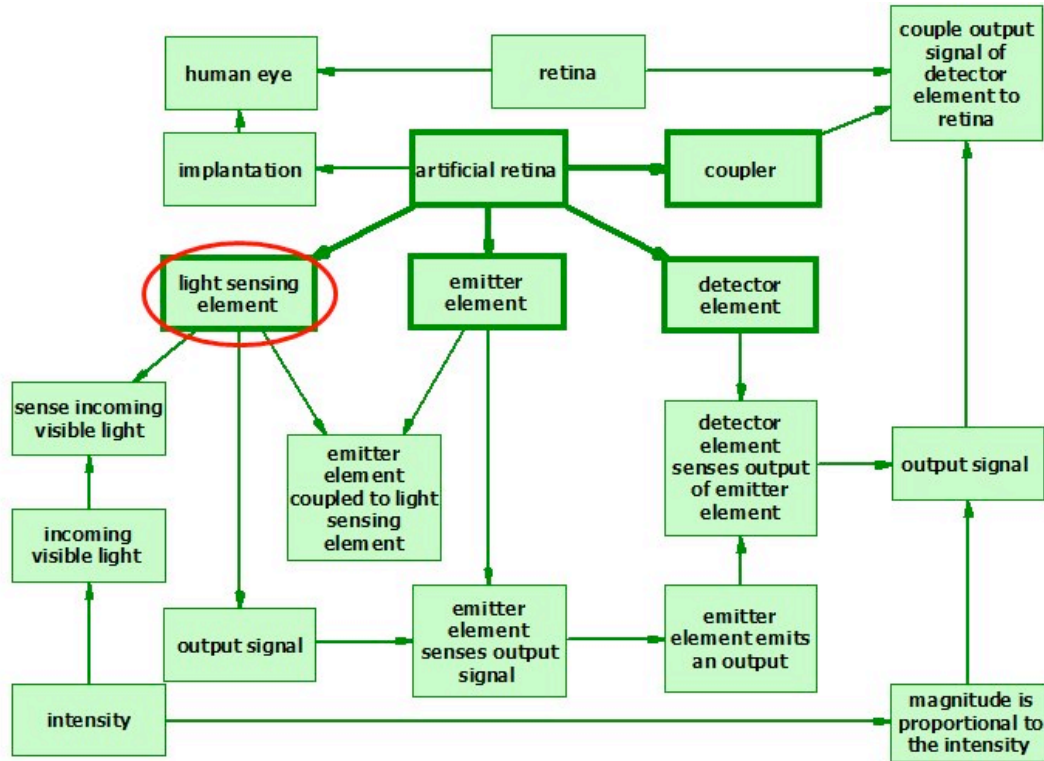 human eye
retina
couple output
signal of
detector
element to
retina
implantation
artificial retina
coupler
light sensing
element
emitter
element
detector
element
sense incoming
visible light
emitter
element
coupled to light
sensing
element
detector
element
senses output
of emitter
element
output signal
incoming
visible light
output signal
emitter
element
senses output
signal
emitter
element emits
an output
intensity
magnitude is
proportional to
the intensity